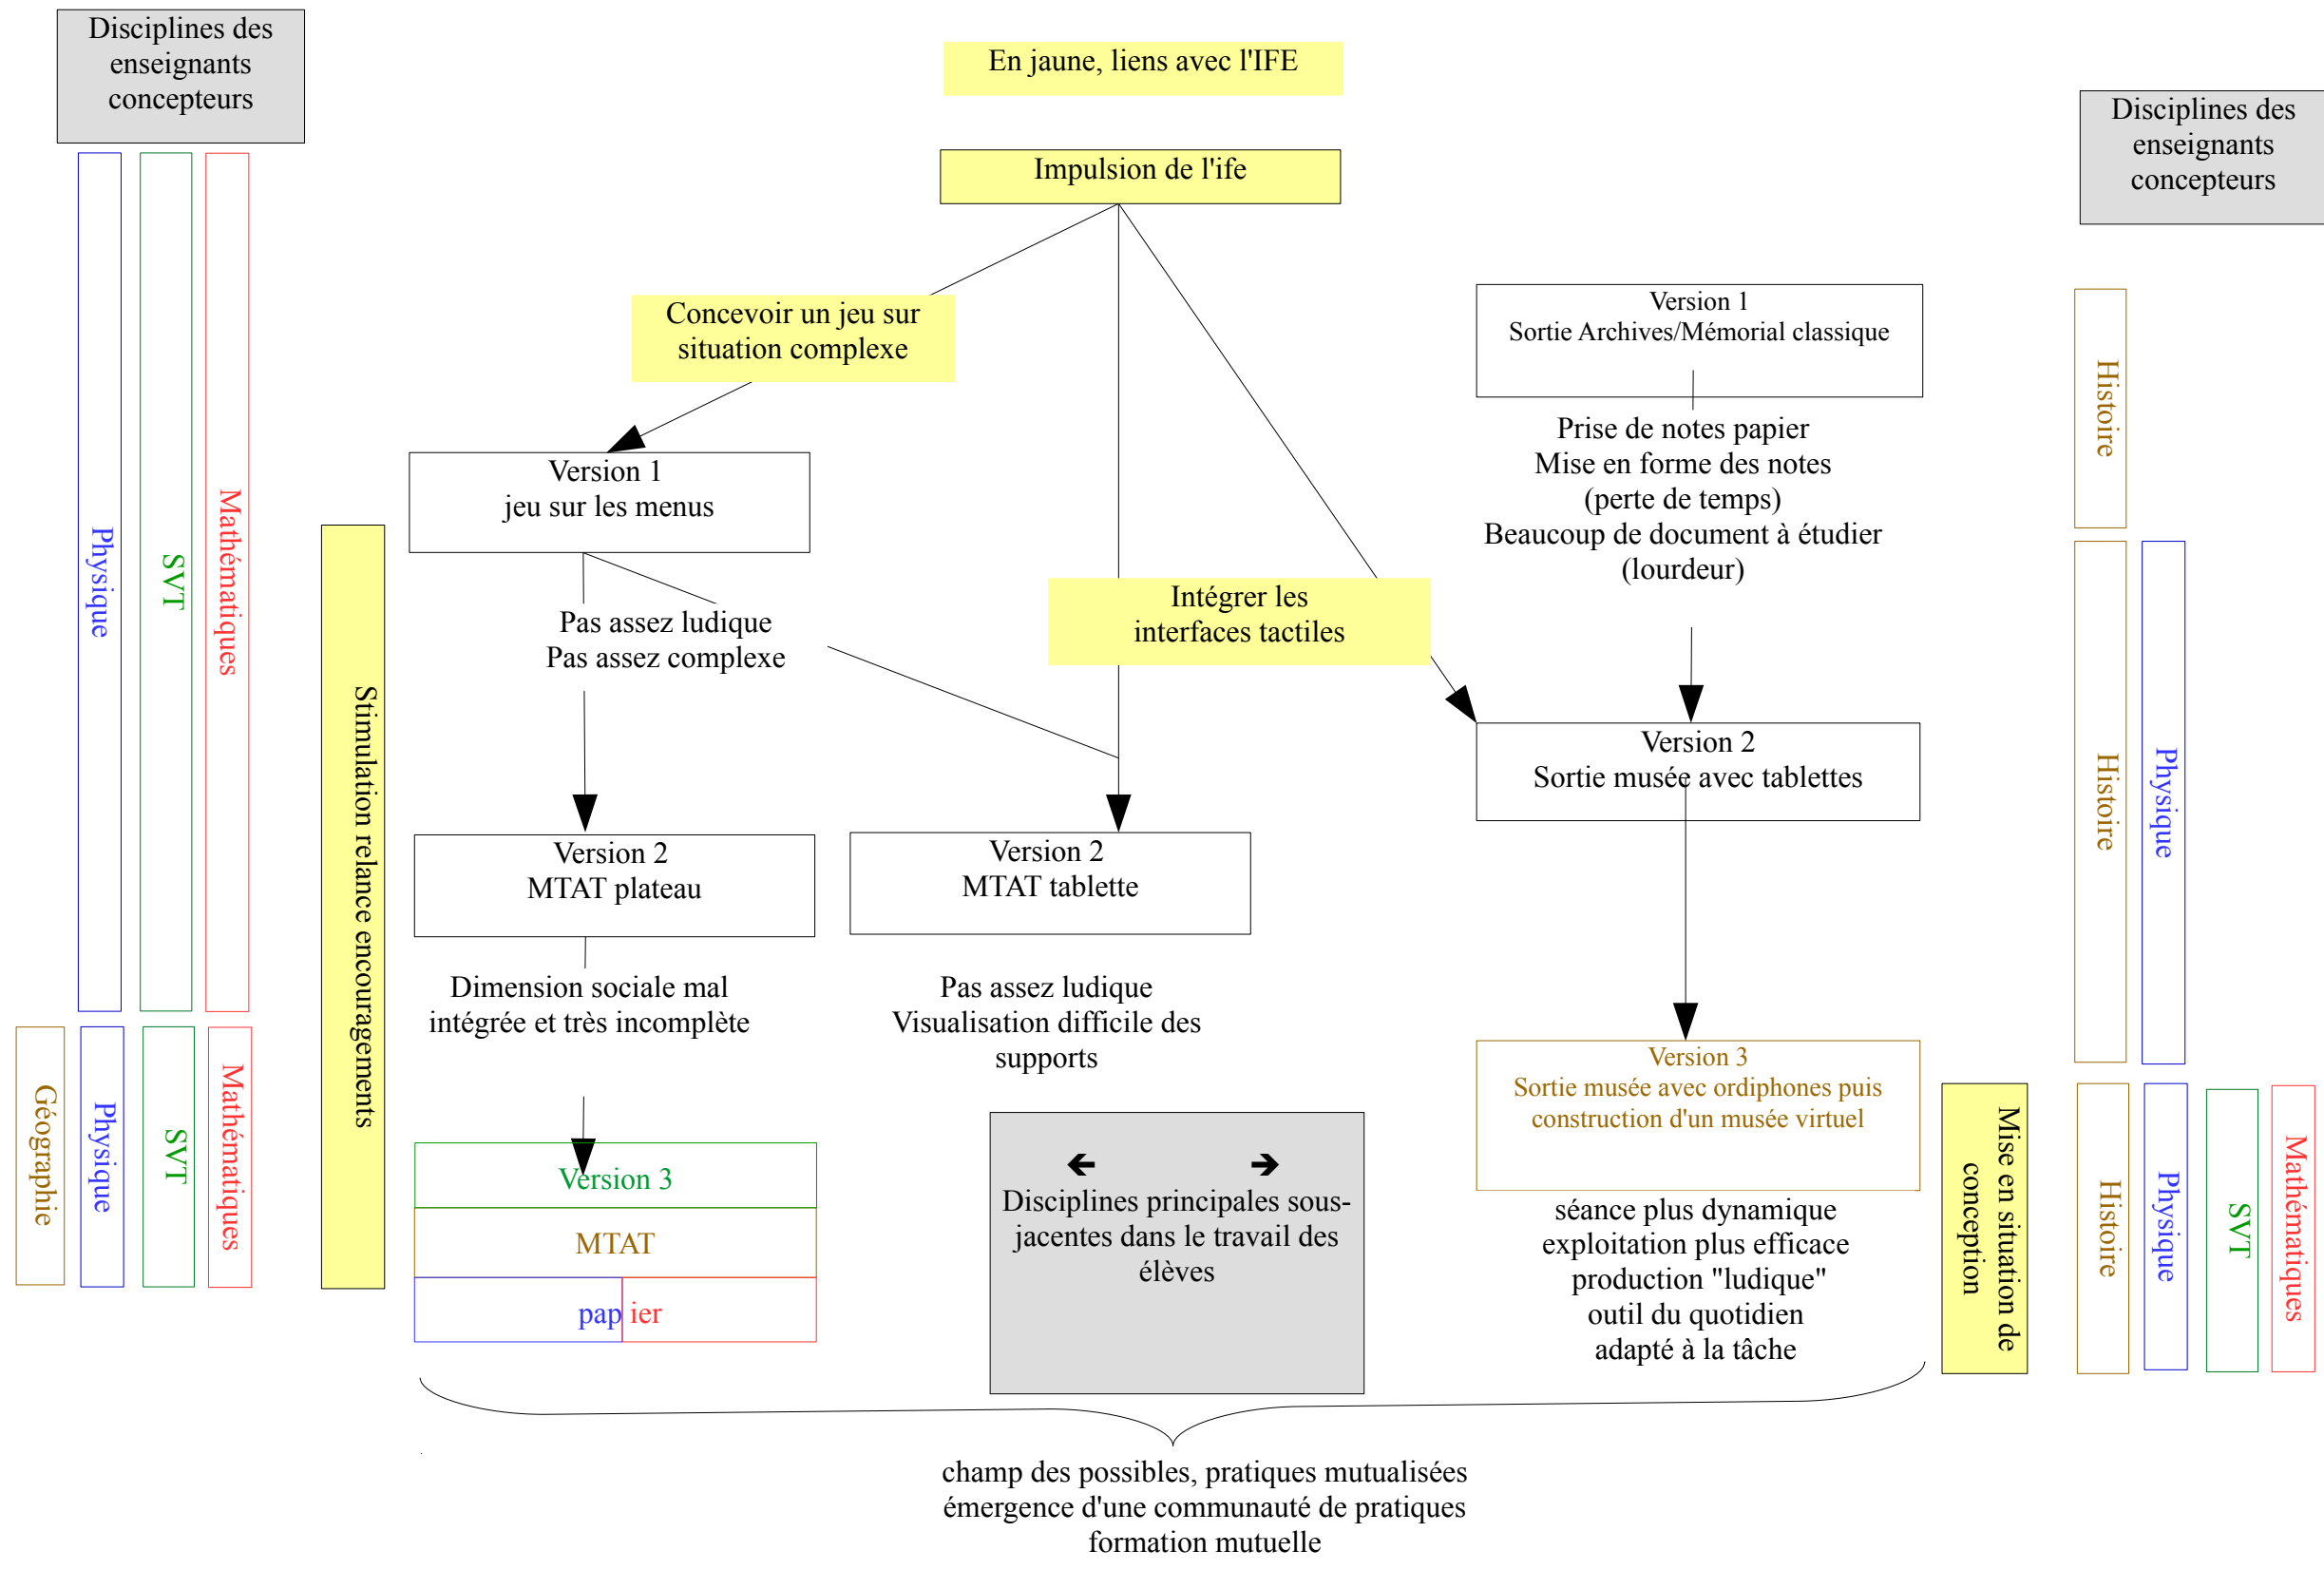 Disciplines des
enseignants
concepteurs
En jaune, liens avec l'IFE
Disciplines des
enseignants
concepteurs
Impulsion de l'ife
Concevoir un jeu sur
situation complexe
Version 1
Sortie Archives/Mémorial classique
Prise de notes papier
Mise en forme des notes
(perte de temps)
Beaucoup de document à étudier
(lourdeur)
Version 1
jeu sur les menus
Pas assez ludique
Pas assez complexe
Intégrer les
interfaces tactiles
Version 2
Sortie musée avec tablettes
Version 2
MTAT plateau
Version 2
MTAT tablette
Dimension sociale mal
intégrée et très incomplète
Pas assez ludique
Visualisation difficile des
supports
Version 3
Sortie musée avec ordiphones puis
construction d'un musée virtuel
Version 3
MTAT
pap ier
🡸 🡺
Disciplines principales sous-
jacentes dans le travail des
élèves
séance plus dynamique
exploitation plus efficace
production "ludique"
outil du quotidien
adapté à la tâche
champ des possibles, pratiques mutualisées
émergence d'une communauté de pratiques
formation mutuelle
Physique
SVT
Mathématiques
Géographie
Physique
SVT
Mathématiques
Stimulation relance encouragements
Mise en situation de
conception
Histoire
Histoire
Physique
Histoire
Physique
SVT
Mathématiques